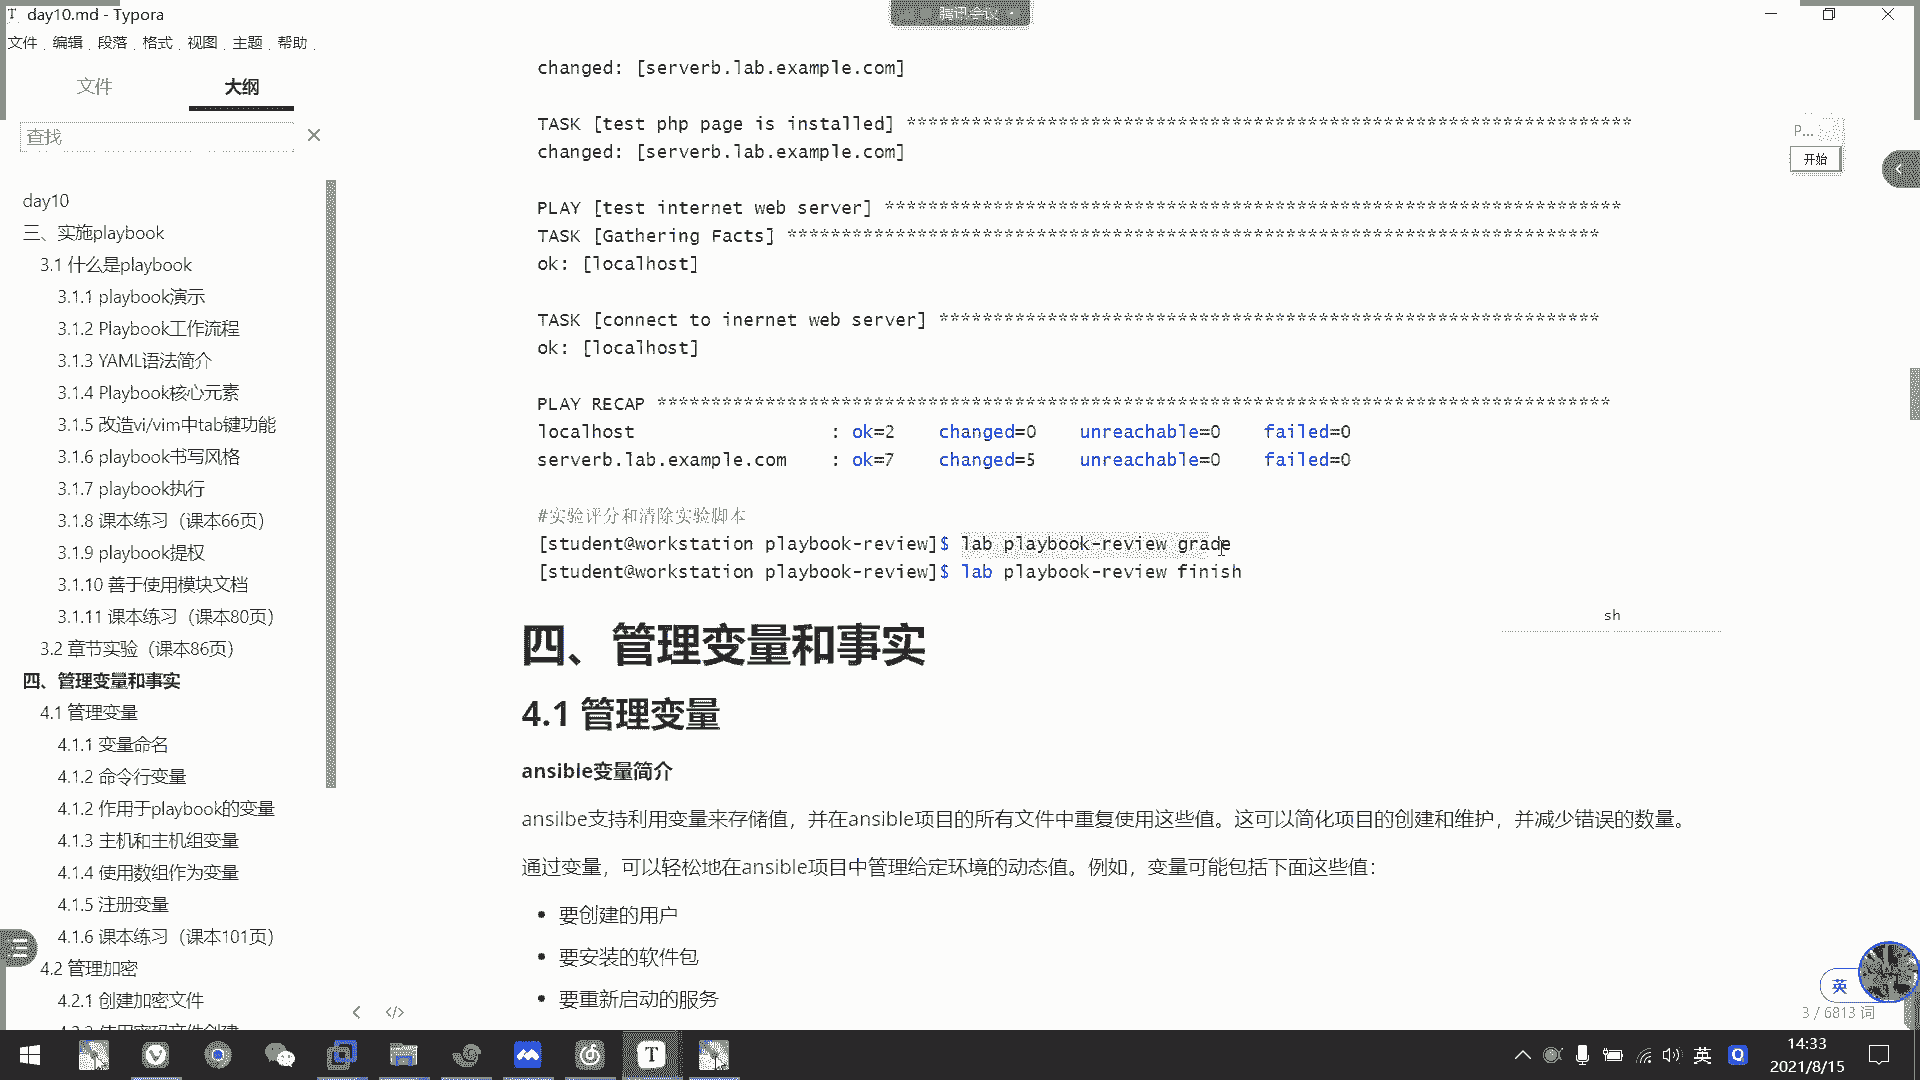 day10.md - Typora
腾讯会议
文件 编辑 段落 格式 视图 主题 帮助
文件 大纲
查找
day10
三、实施playbook
3.1 什么是playbook
3.1.1 playbook演示
3.1.2 Playbook工作流程
3.1.3 YAML语法简介
3.1.4 Playbook核心元素
3.1.5 改造vi/vim中tab键功能
3.1.6 playbook书写风格
3.1.7 playbook执行
3.1.8 课本练习（课本66页）
3.1.9 playbook提权
3.1.10 善于使用模块文档
3.1.11 课本练习（课本80页）
3.2 章节实验（课本86页）
四、管理变量和事实
4.1 管理变量
4.1.1 变量命名
4.1.2 命令行变量
4.1.2 作用于playbook的变量
4.1.3 主机和主机组变量
4.1.4 使用数组作为变量
4.1.5 注册变量
4.1.6 课本练习（课本101页）
4.2 管理加密
4.2.1 创建加密文件
changed: [serverb.lab.example.com]
TASK [test php page is installed] *******************************************************************
changed: [serverb.lab.example.com]
PLAY [test internet web server] ********************************************************************
TASK [Gathering Facts] ***************************************************************************
ok: [localhost]
TASK [connect to inernet web server] *************************************************************
ok: [localhost]
PLAY RECAP ****************************************************************************************
localhost : ok=2 changed=0 unreachable=0 failed=0
serverb.lab.example.com : ok=7 changed=5 unreachable=0 failed=0
#实验评分和清除实验脚本
[student@workstation playbook-review]$ lab playbook-review grade
[student@workstation playbook-review]$ lab playbook-review finish
sh
四、管理变量和事实
4.1 管理变量
ansible变量简介
ansilbe支持利用变量来存储值，并在ansible项目的所有文件中重复使用这些值。这可以简化项目的创建和维护，并减少错误的数量。
通过变量，可以轻松地在ansible项目中管理给定环境的动态值。例如，变量可能包括下面这些值：
• 要创建的用户
• 要安装的软件包
• 要重新启动的服务
P...
开始
英
3 / 6813 词
英
14:33
2021/8/15